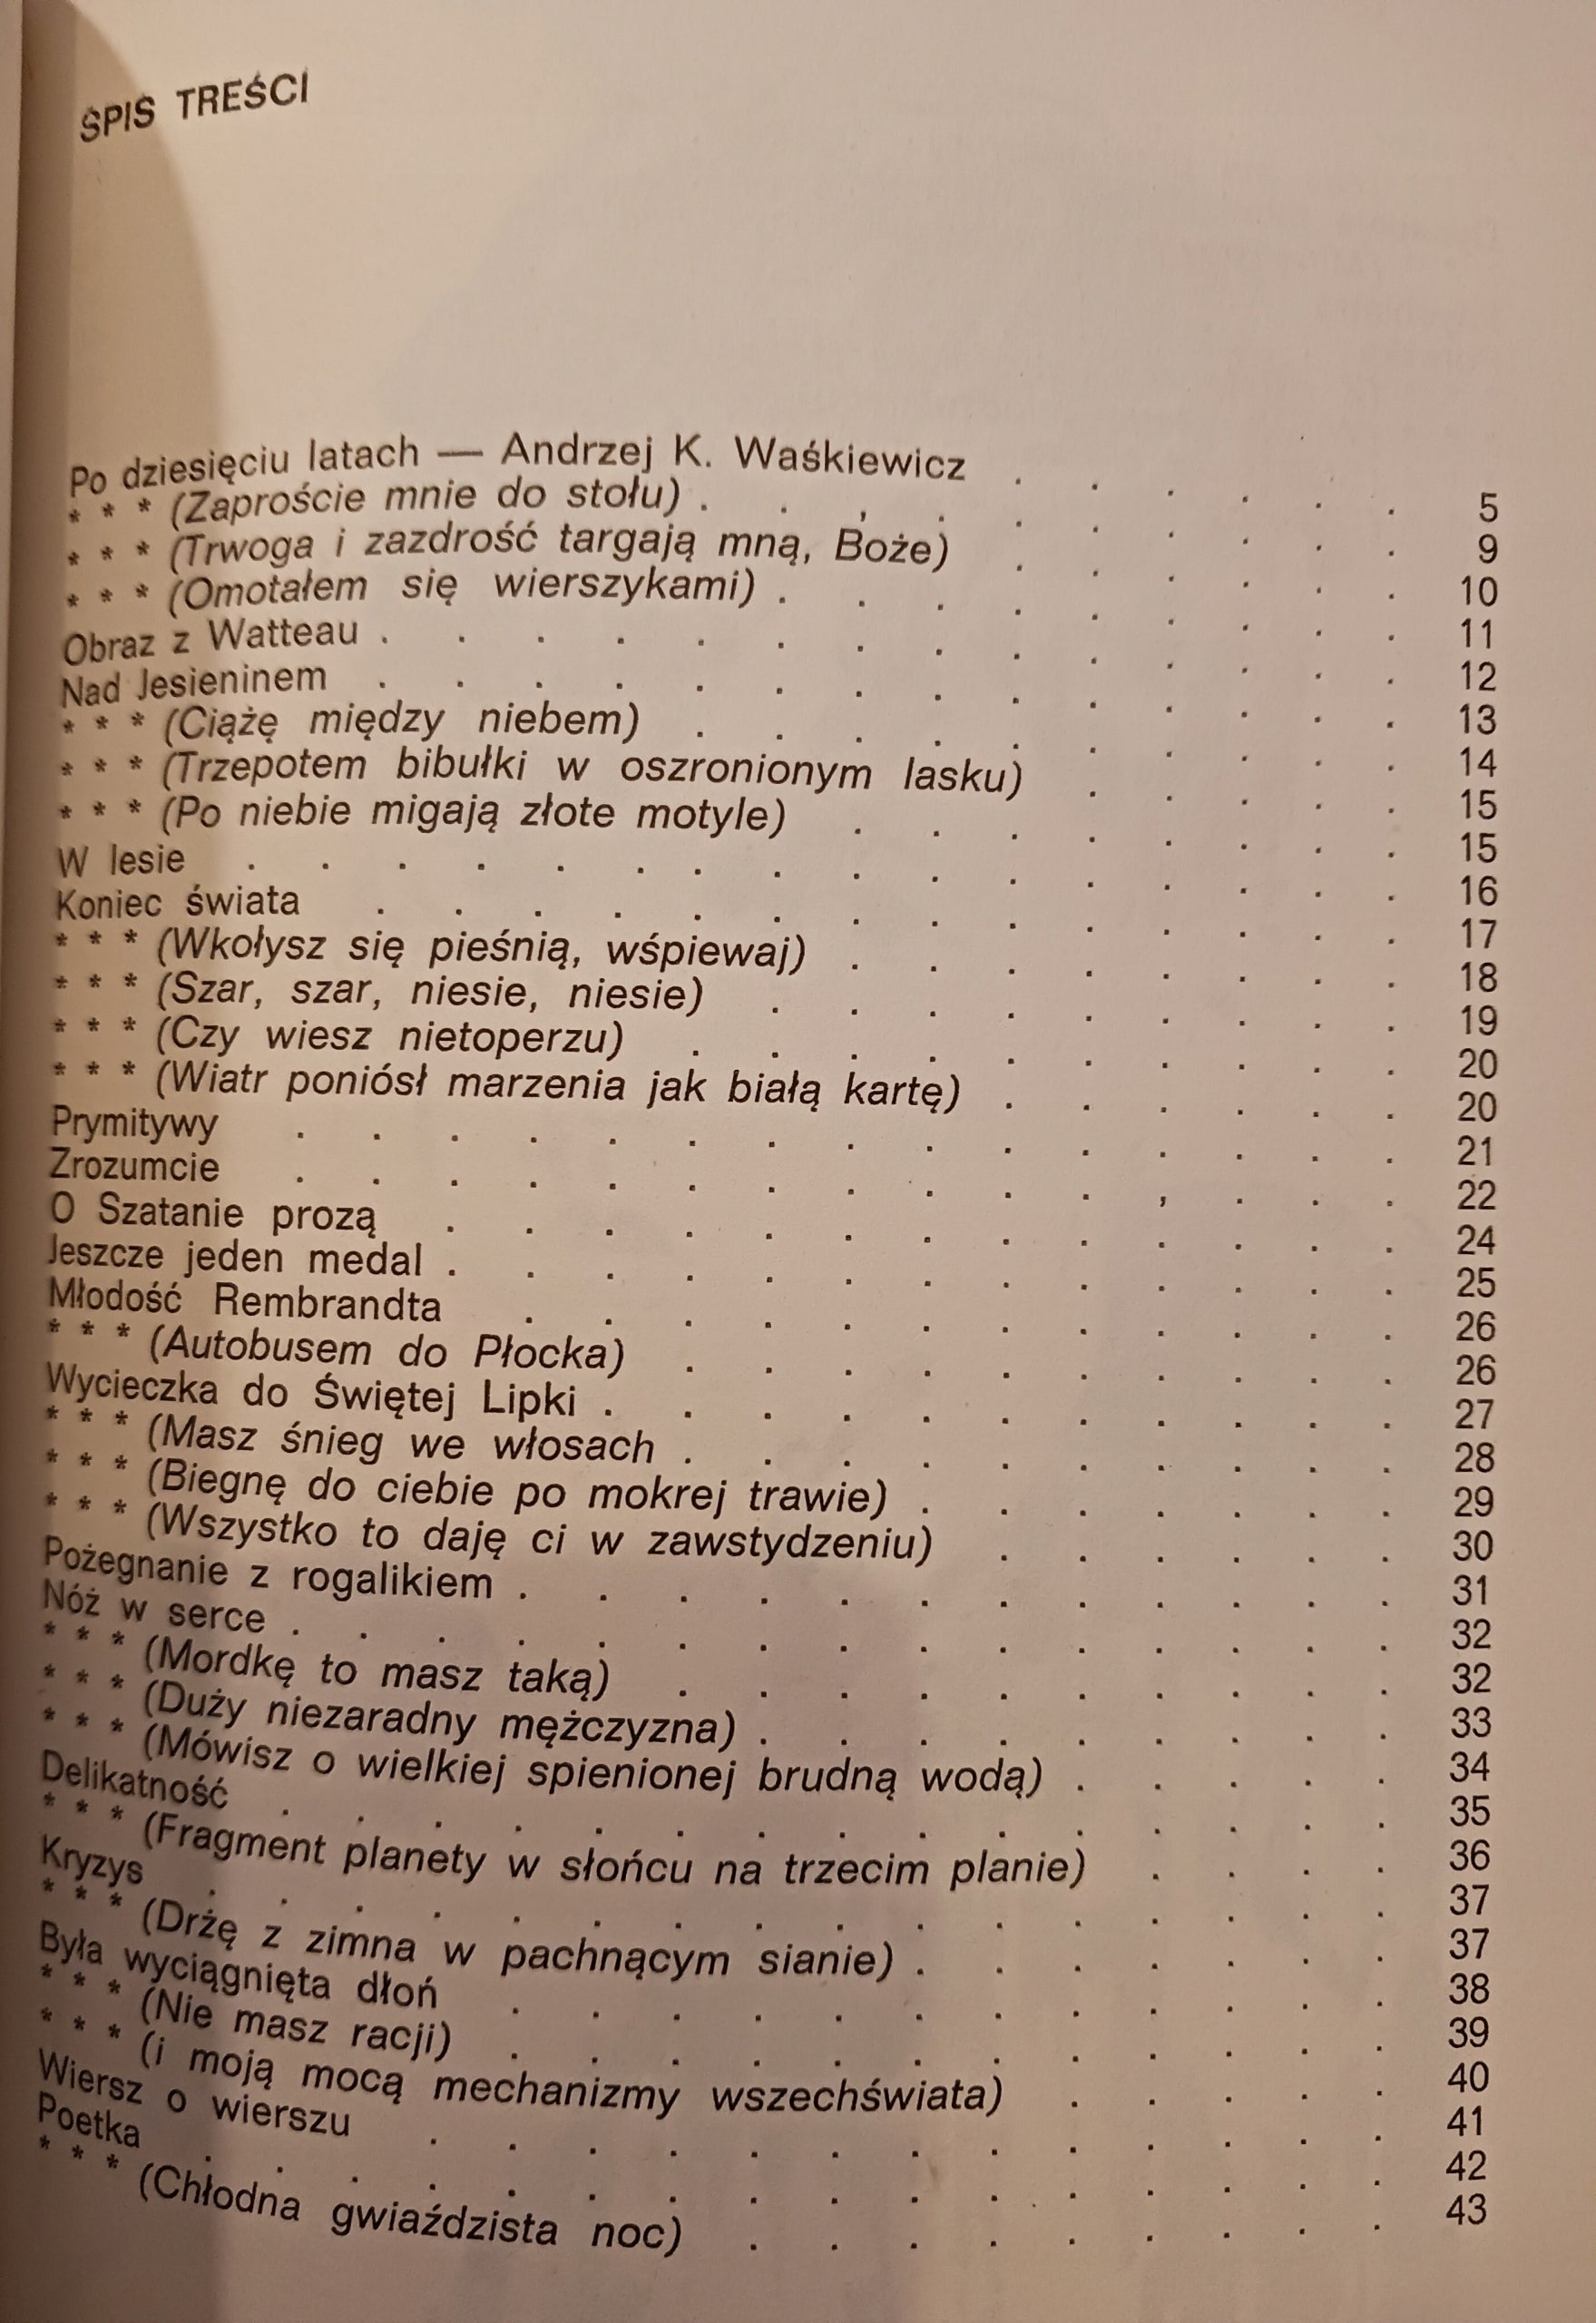 SPIS TREŚCI
Po dziesięciu latach — Andrzej K. Waśkiewicz . . . . . . 5
* * * (Zaproście mnie do stołu) . . . . . . . . . 9
* * * (Trwoga i zazdrość targają mną, Boże) . . . . . . 10
* * * (Omotałem się wierszykami) . . . . . . . . . 11
Obraz z Watteau . . . . . . . . . . . . . . 12
Nad Jesieninem . . . . . . . . . . . . . . 13
* * * (Ciążę między niebem) . . . . . . . . . . 14
* * * (Trzepotem bibułki w oszronionym lasku) . . . . . 15
* * * (Po niebie migają złote motyle) . . . . . . . . 15
W lesie . . . . . . . . . . . . . . . . 16
Koniec świata . . . . . . . . . . . . . . 17
* * * (Wkołysz się pieśnią, wśpiewaj) . . . . . . . . 18
* * * (Szar, szar, niesie, niesie) . . . . . . . . . 19
* * * (Czy wiesz nietoperzu) . . . . . . . . . . 20
* * * (Wiatr poniósł marzenia jak białą kartę) . . . . . . 20
Prymitywy . . . . . . . . . . . . . . . 21
Zrozumcie . . . . . . . . . . . . . . . 22
O Szatanie prozą . . . . . . . . . . . . . 24
Jeszcze jeden medal . . . . . . . . . . . . . 25
Młodość Rembrandta . . . . . . . . . . . . 26
* * * (Autobusem do Płocka) . . . . . . . . . . 26
Wycieczka do Świętej Lipki . . . . . . . . . . . 27
* * * (Masz śnieg we włosach . . . . . . . . . . 28
* * * (Biegnę do ciebie po mokrej trawie) . . . . . . . 29
* * * (Wszystko to daję ci w zawstydzeniu) . . . . . . 30
Pożegnanie z rogalikiem . . . . . . . . . . . . 31
Nóż w serce . . . . . . . . . . . . . . . 32
* * * (Mordkę to masz taką) . . . . . . . . . . 32
* * * (Duży niezaradny mężczyzna) . . . . . . . . . 33
* * * (Mówisz o wielkiej spienionej brudną wodą) . . . . . 34
Delikatność . . . . . . . . . . . . . . . 35
* * * (Fragment planety w słońcu na trzecim planie) . . . . 36
Kryzys . . . . . . . . . . . . . . . . 37
* * * (Drżę z zimna w pachnącym sianie) . . . . . . . 37
Była wyciągnięta dłoń . . . . . . . . . . . . 38
* * * (Nie masz racji) . . . . . . . . . . . . 39
* * * (i moją mocą mechanizmy wszechświata) . . . . . 40
Wiersz o wierszu . . . . . . . . . . . . . 41
Poetka . . . . . . . . . . . . . . . . 42
* * * (Chłodna gwiaździsta noc) . . . . . . . . . 43